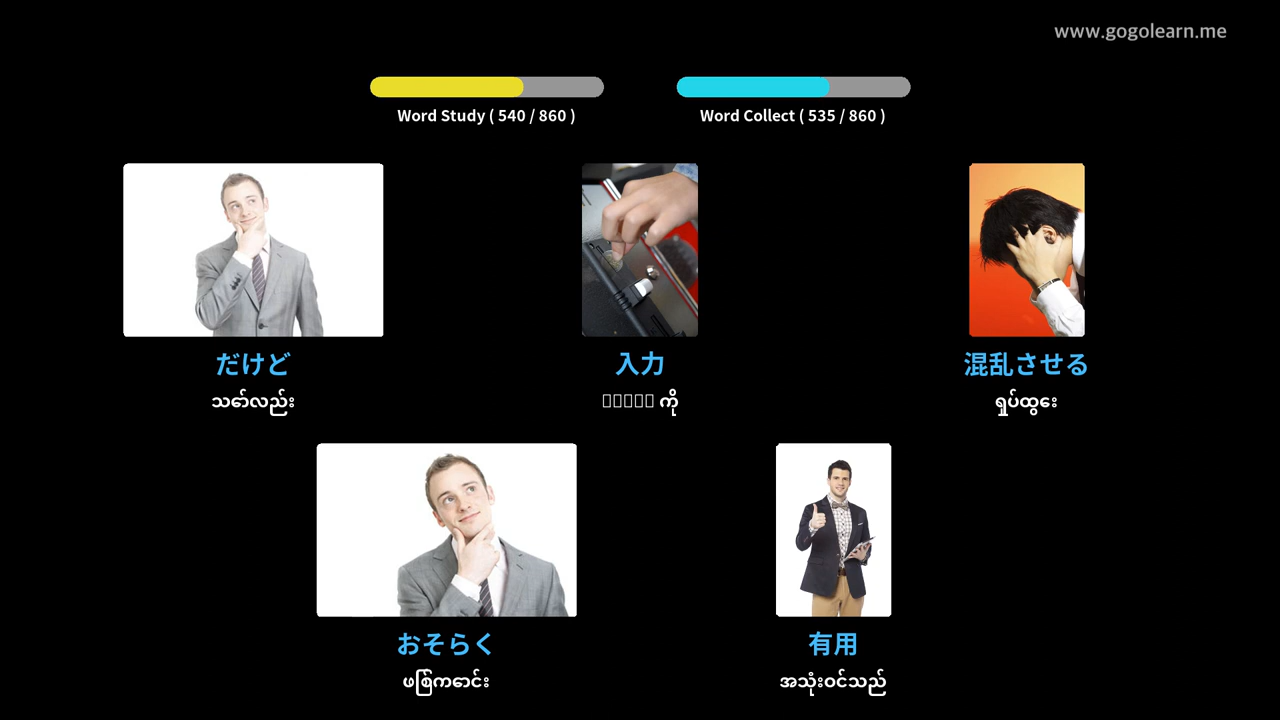 www.gogolearn.me
Word Study ( 540 / 860 )
Word Collect ( 535 / 860 )
だけど
入力
混乱させる
သော်လည်း
ကို
ရှုပ်ထွေး
おそらく
有用
ဖြစ်ကောင်း
အသုံးဝင်သည်